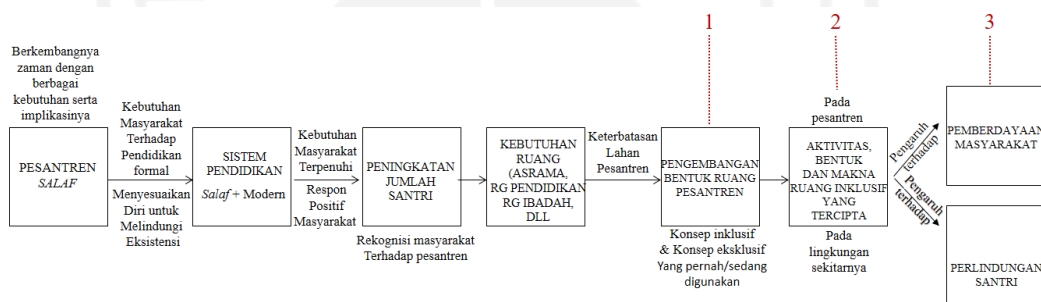 1
2
3
Berkembangnya
zaman dengan
berbagai
kebutuhan serta
implikasinya
PESANTREN
SALAF
Kebutuhan
Masyarakat
Terhadap
Pendidikan
formal
Menyesuaikan
Diri untuk
Melindungi
Eksistensi
SISTEM
PENDIDIKAN
Salaf + Modern
Kebutuhan
Masyarakat
Terpenuhi
Respon
Positif
Masyarakat
PENINGKATAN
JUMLAH
SANTRI
Rekognisi masyarakat
Terhadap pesantren
KEBUTUHAN
RUANG
(ASRAMA,
RG PENDIDIKAN
RG IBADAH,
DLL
Keterbatasan
Lahan
Pesantren
PENGEMBANGAN
BENTUK RUANG
PESANTREN
Konsep inklusif
& Konsep eksklusif
Yang pernah/sedang
digunakan
Pada
pesantren
AKTIVITAS,
BENTUK
DAN MAKNA
RUANG INKLUSIF
YANG
TERCIPTA
Pada
lingkungan
sekitarnya
Pengaruh
terhadap
Pengaruh
terhadap
PEMBERDAYAAN
MASYARAKAT
PERLINDUNGAN
SANTRI